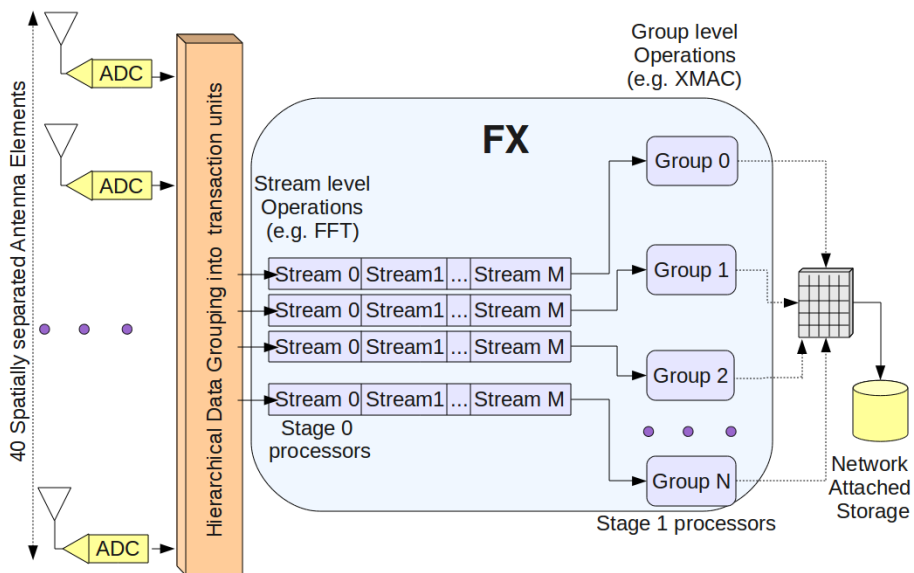 40 Spatially separated Antenna Elements
ADC
ADC
ADC
Hierarchical Data Grouping into transaction units
FX
Group level
Operations
(e.g. XMAC)
Stream level
Operations
(e.g. FFT)
Stream 0 Stream1 ... Stream M
Stream 0 Stream1 ... Stream M
Stream 0 Stream1 ... Stream M
Stream 0 Stream1 ... Stream M
Stage 0
processors
Group 0
Group 1
Group 2
Group N
Stage 1 processors
Network
Attached
Storage